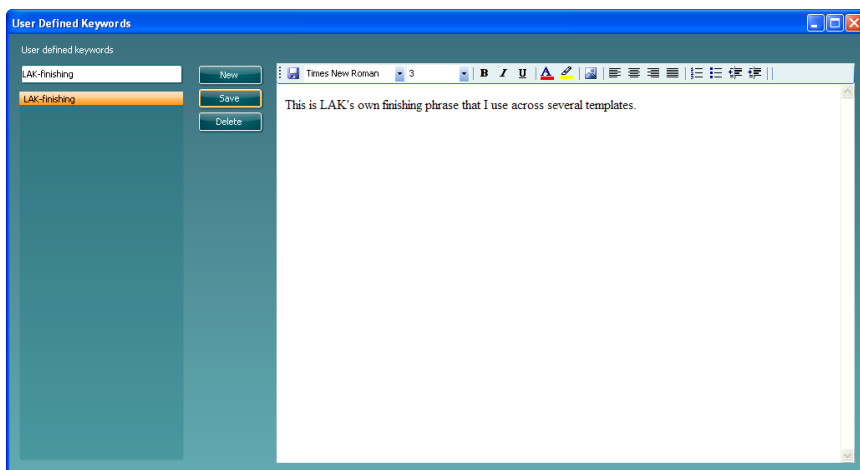 User Defined Keywords
User defined keywords
LAK-finishing
New
Times New Roman 3 B I U A
LAK-finishing
Save
This is LAK's own finishing phrase that I use across several templates.
Delete